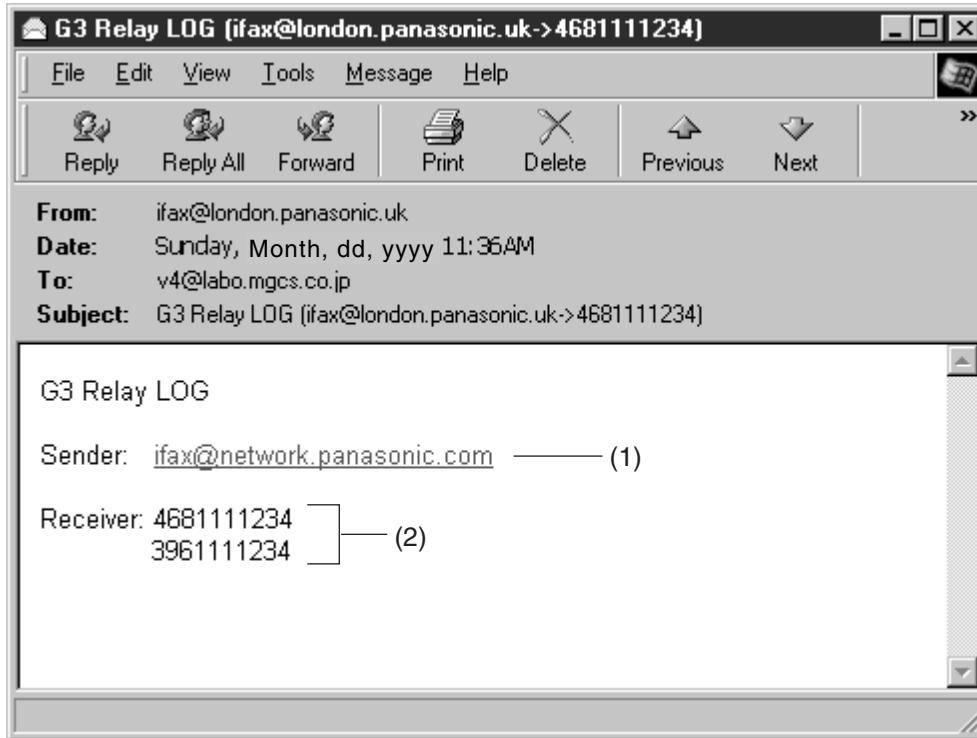 G3 Relay LOG (ifax@london.panasonic.uk->4681111234)
File Edit View Tools Message Help
Reply Reply All Forward Print Delete Previous Next »
From: ifax@london.panasonic.uk
Date: Sunday, Month, dd, yyyy 11:36AM
To: v4@labo.mgcs.co.jp
Subject: G3 Relay LOG (ifax@london.panasonic.uk->4681111234)
G3 Relay LOG
Sender: ifax@network.panasonic.com (1)
Receiver: 4681111234
(2)
3961111234